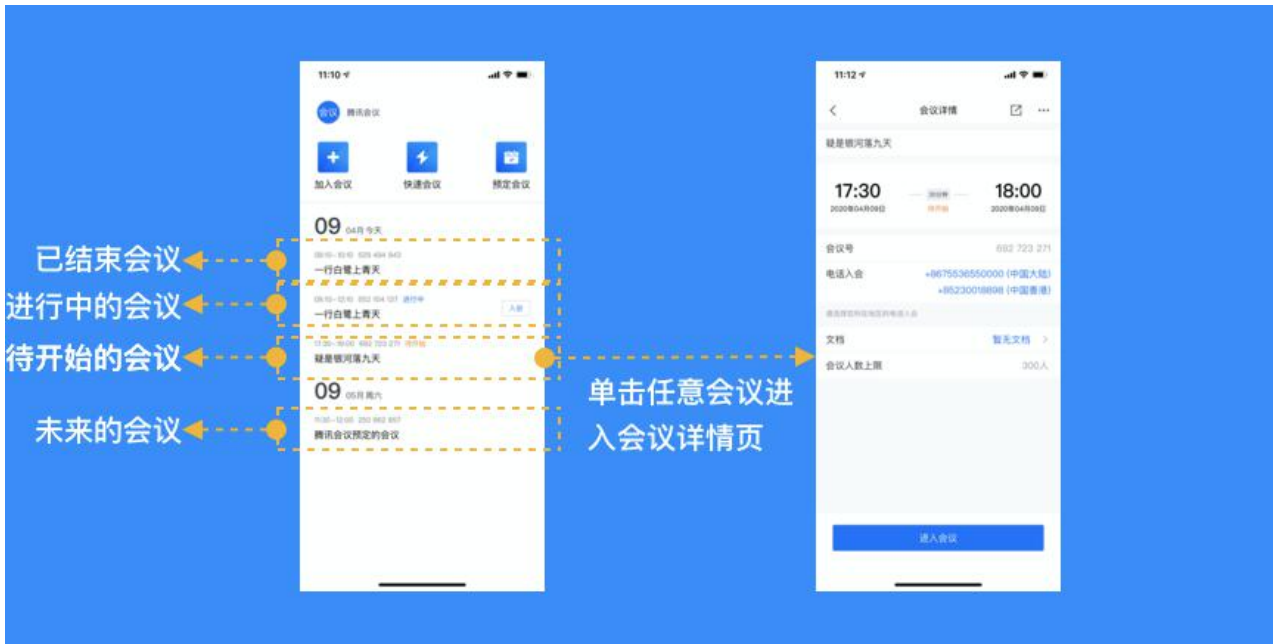 11:10
会议 腾讯会议
加入会议 快速会议 预定会议
09 04月 今天
已结束会议
一行白鹭上青天
进行中的会议
进行中
一行白鹭上青天
入会
待开始的会议
692 723 271 待开始
疑是银河落九天
09 05月 周六
未来的会议
腾讯会议预定的会议
单击任意会议进
入会议详情页
11:12
会议详情
疑是银河落九天
17:30 18:00
2020年04月09日 待开始 2020年04月09日
会议号 692 723 271
电话入会 +8675536550000 (中国大陆)
+85230018898 (中国香港)
文档 暂无文档
会议人数上限 300人
进入会议